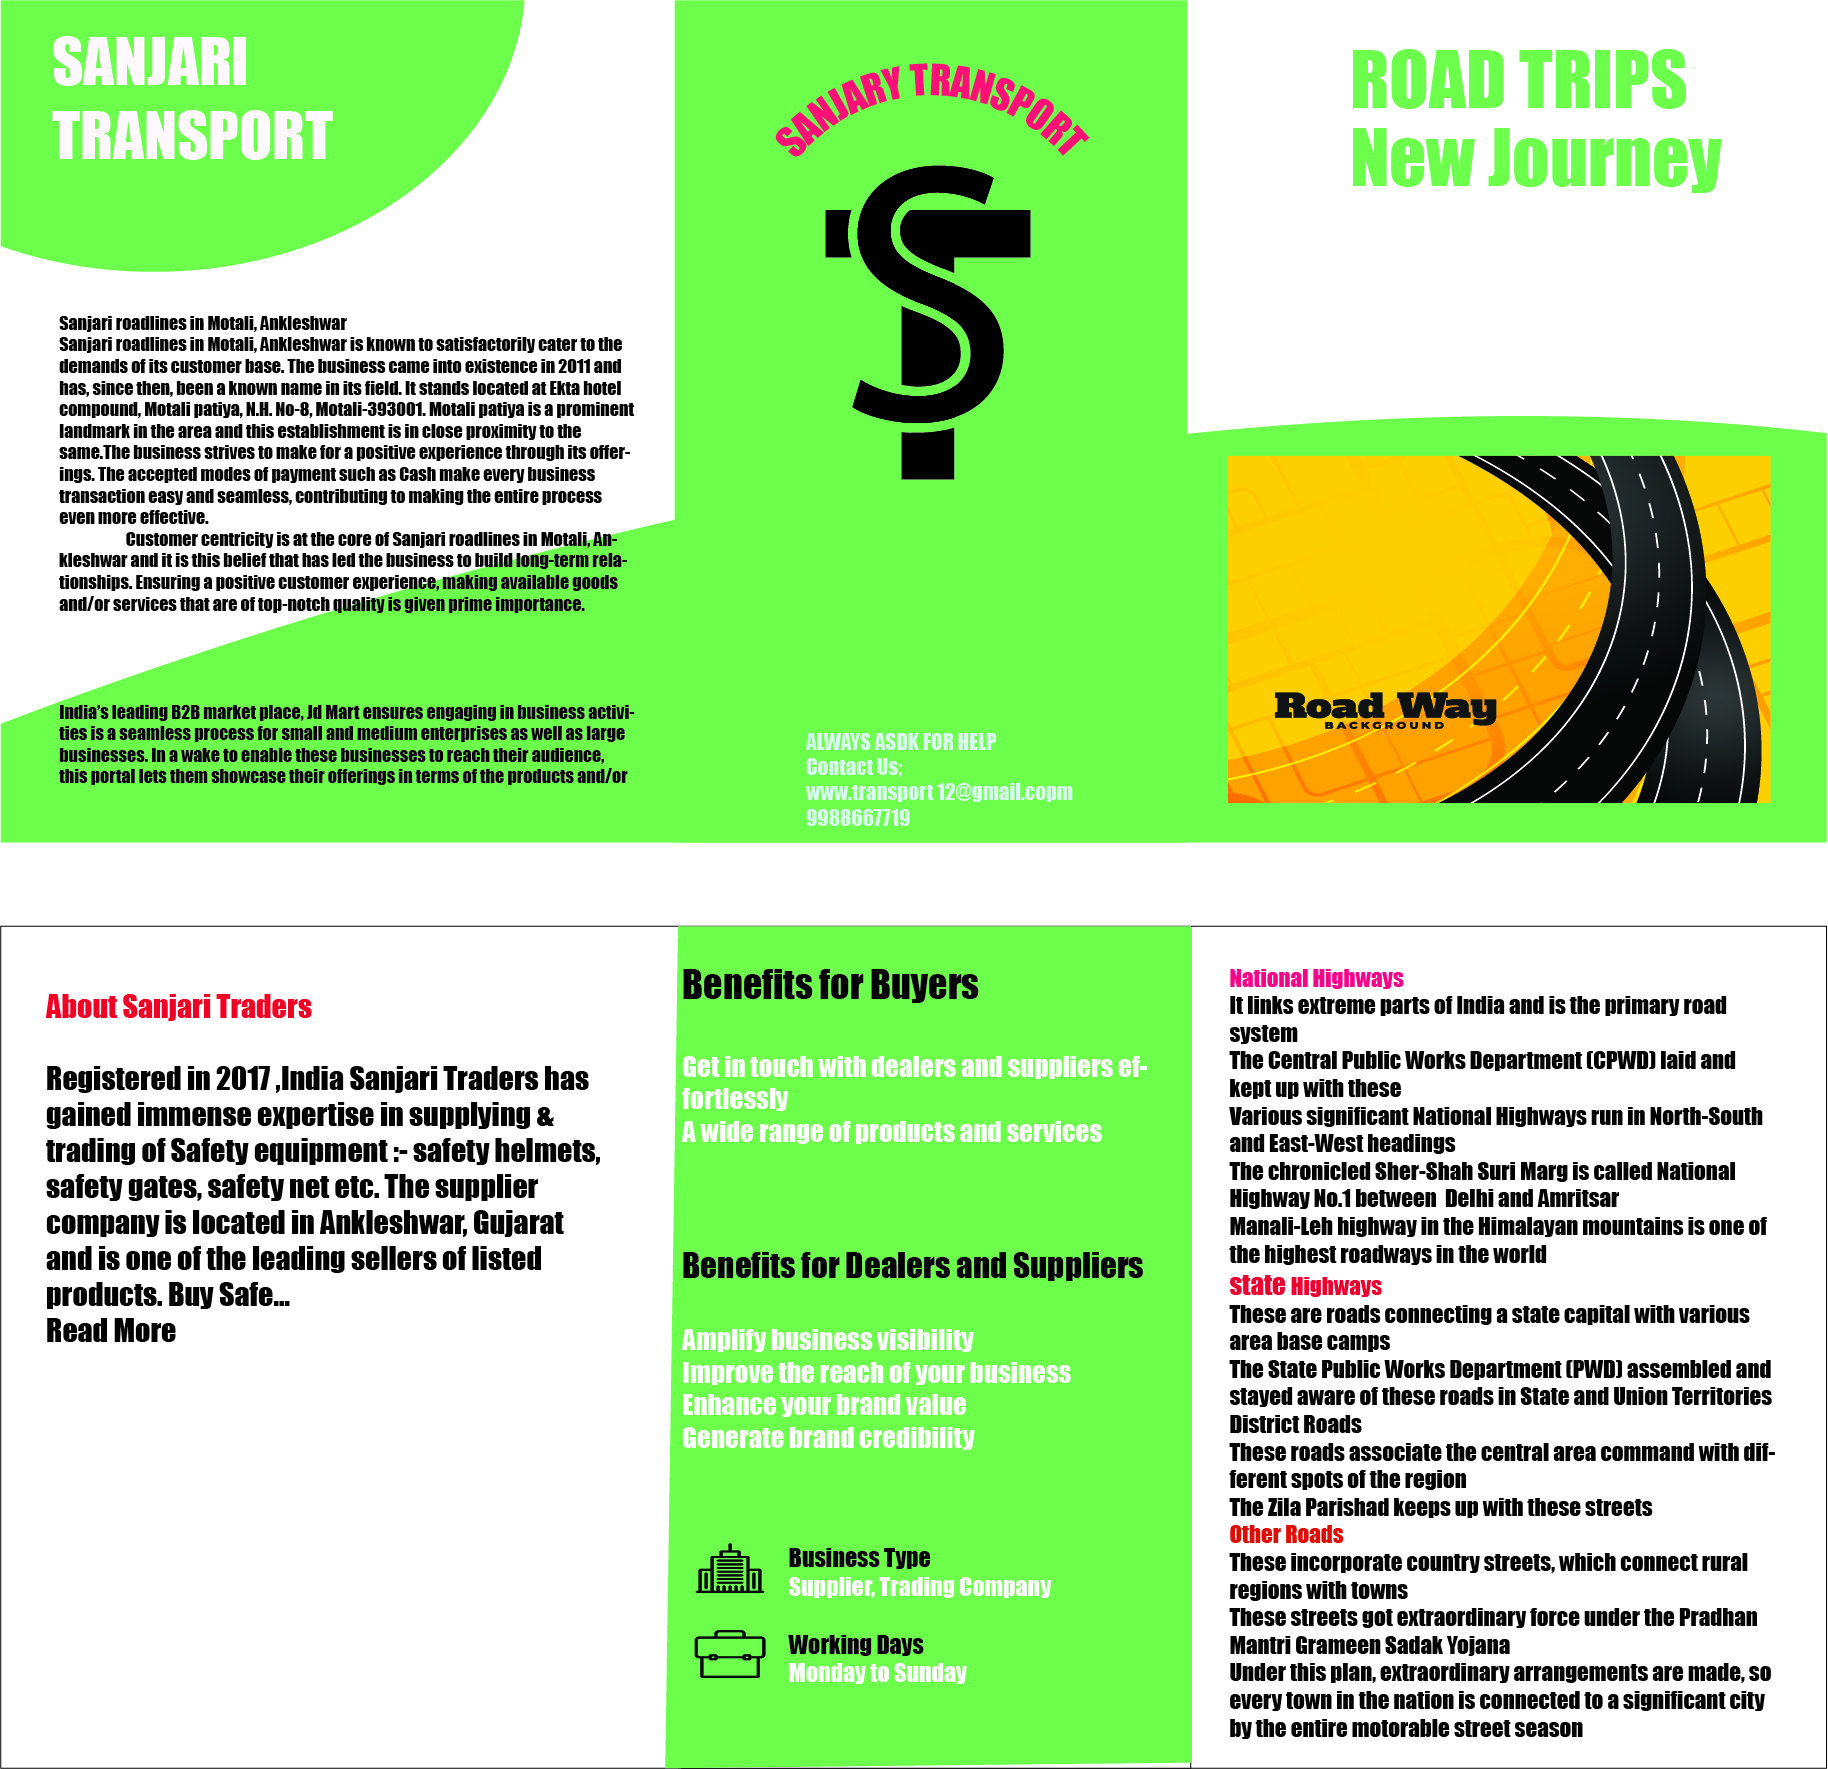 SANJARI
TRANSPORT
Sanjari roadlines in Motali, Ankleshwar
Sanjari roadlines in Motali, Ankleshwar is known to satisfactorily cater to the
demands of its customer base. The business came into existence in 2011 and
has, since then, been a known name in its field. It stands located at Ekta hotel
compound, Motali patiya, N.H. No-8, Motali-393001. Motali patiya is a prominent
landmark in the area and this establishment is in close proximity to the
same.The business strives to make for a positive experience through its offer-
ings. The accepted modes of payment such as Cash make every business
transaction easy and seamless, contributing to making the entire process
even more effective.
Customer centricity is at the core of Sanjari roadlines in Motali, An-
kleshwar and it is this belief that has led the business to build long-term rela-
tionships. Ensuring a positive customer experience, making available goods
and/or services that are of top-notch quality is given prime importance.
India's leading B2B market place, Jd Mart ensures engaging in business activi-
ties is a seamless process for small and medium enterprises as well as large
businesses. In a wake to enable these businesses to reach their audience,
this portal lets them showcase their offerings in terms of the products and/or
SANJARY TRANSPORT
ST
ALWAYS ASDK FOR HELP
Contact Us;
www.transport 12@gmail.copm
9988667719
ROAD TRIPS
New Journey
Road Way
BACKGROUND
About Sanjari Traders
Registered in 2017 ,India Sanjari Traders has
gained immense expertise in supplying &
trading of Safety equipment :- safety helmets,
safety gates, safety net etc. The supplier
company is located in Ankleshwar, Gujarat
and is one of the leading sellers of listed
products. Buy Safe...
Read More
Benefits for Buyers
Get in touch with dealers and suppliers ef-
fortlessly
A wide range of products and services
Benefits for Dealers and Suppliers
Amplify business visibility
Improve the reach of your business
Enhance your brand value
Generate brand credibility
Business Type
Supplier, Trading Company
Working Days
Monday to Sunday
National Highways
It links extreme parts of India and is the primary road
system
The Central Public Works Department (CPWD) laid and
kept up with these
Various significant National Highways run in North-South
and East-West headings
The chronicled Sher-Shah Suri Marg is called National
Highway No.1 between  Delhi and Amritsar
Manali-Leh highway in the Himalayan mountains is one of
the highest roadways in the world
state Highways
These are roads connecting a state capital with various
area base camps
The State Public Works Department (PWD) assembled and
stayed aware of these roads in State and Union Territories
District Roads
These roads associate the central area command with dif-
ferent spots of the region
The Zila Parishad keeps up with these streets
Other Roads
These incorporate country streets, which connect rural
regions with towns
These streets got extraordinary force under the Pradhan
Mantri Grameen Sadak Yojana
Under this plan, extraordinary arrangements are made, so
every town in the nation is connected to a significant city
by the entire motorable street season